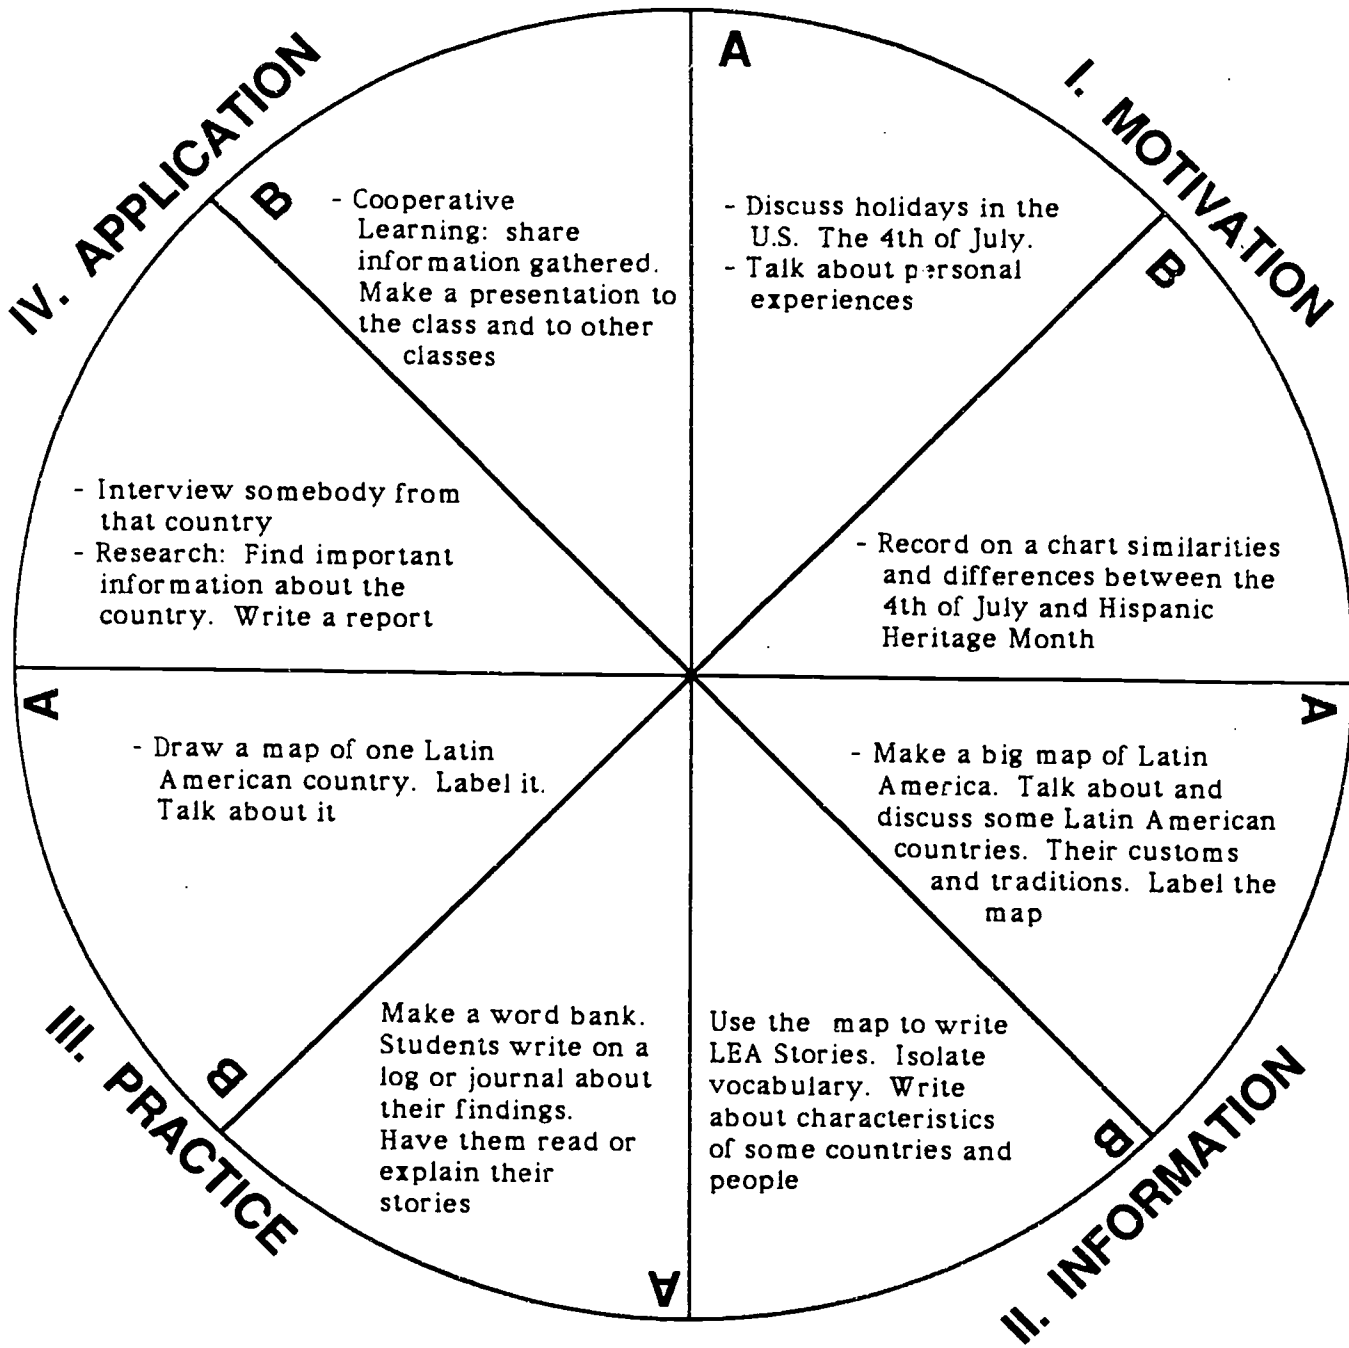 I. MOTIVATION
A
- Discuss holidays in the
U.S. The 4th of July.
- Talk about personal
experiences
B
- Record on a chart similarities
and differences between the
4th of July and Hispanic
Heritage Month
II. INFORMATION
A
- Make a big map of Latin
America. Talk about and
discuss some Latin American
countries. Their customs
and traditions. Label the
map
B
Use the map to write
LEA Stories. Isolate
vocabulary. Write
about characteristics
of some countries and
people
III. PRACTICE
A
Make a word bank.
Students write on a
log or journal about
their findings.
Have them read or
explain their
stories
B
- Draw a map of one Latin
American country. Label it.
Talk about it
IV. APPLICATION
A
- Interview somebody from
that country
- Research: Find important
information about the
country. Write a report
B
- Cooperative
Learning: share
information gathered.
Make a presentation to
the class and to other
classes